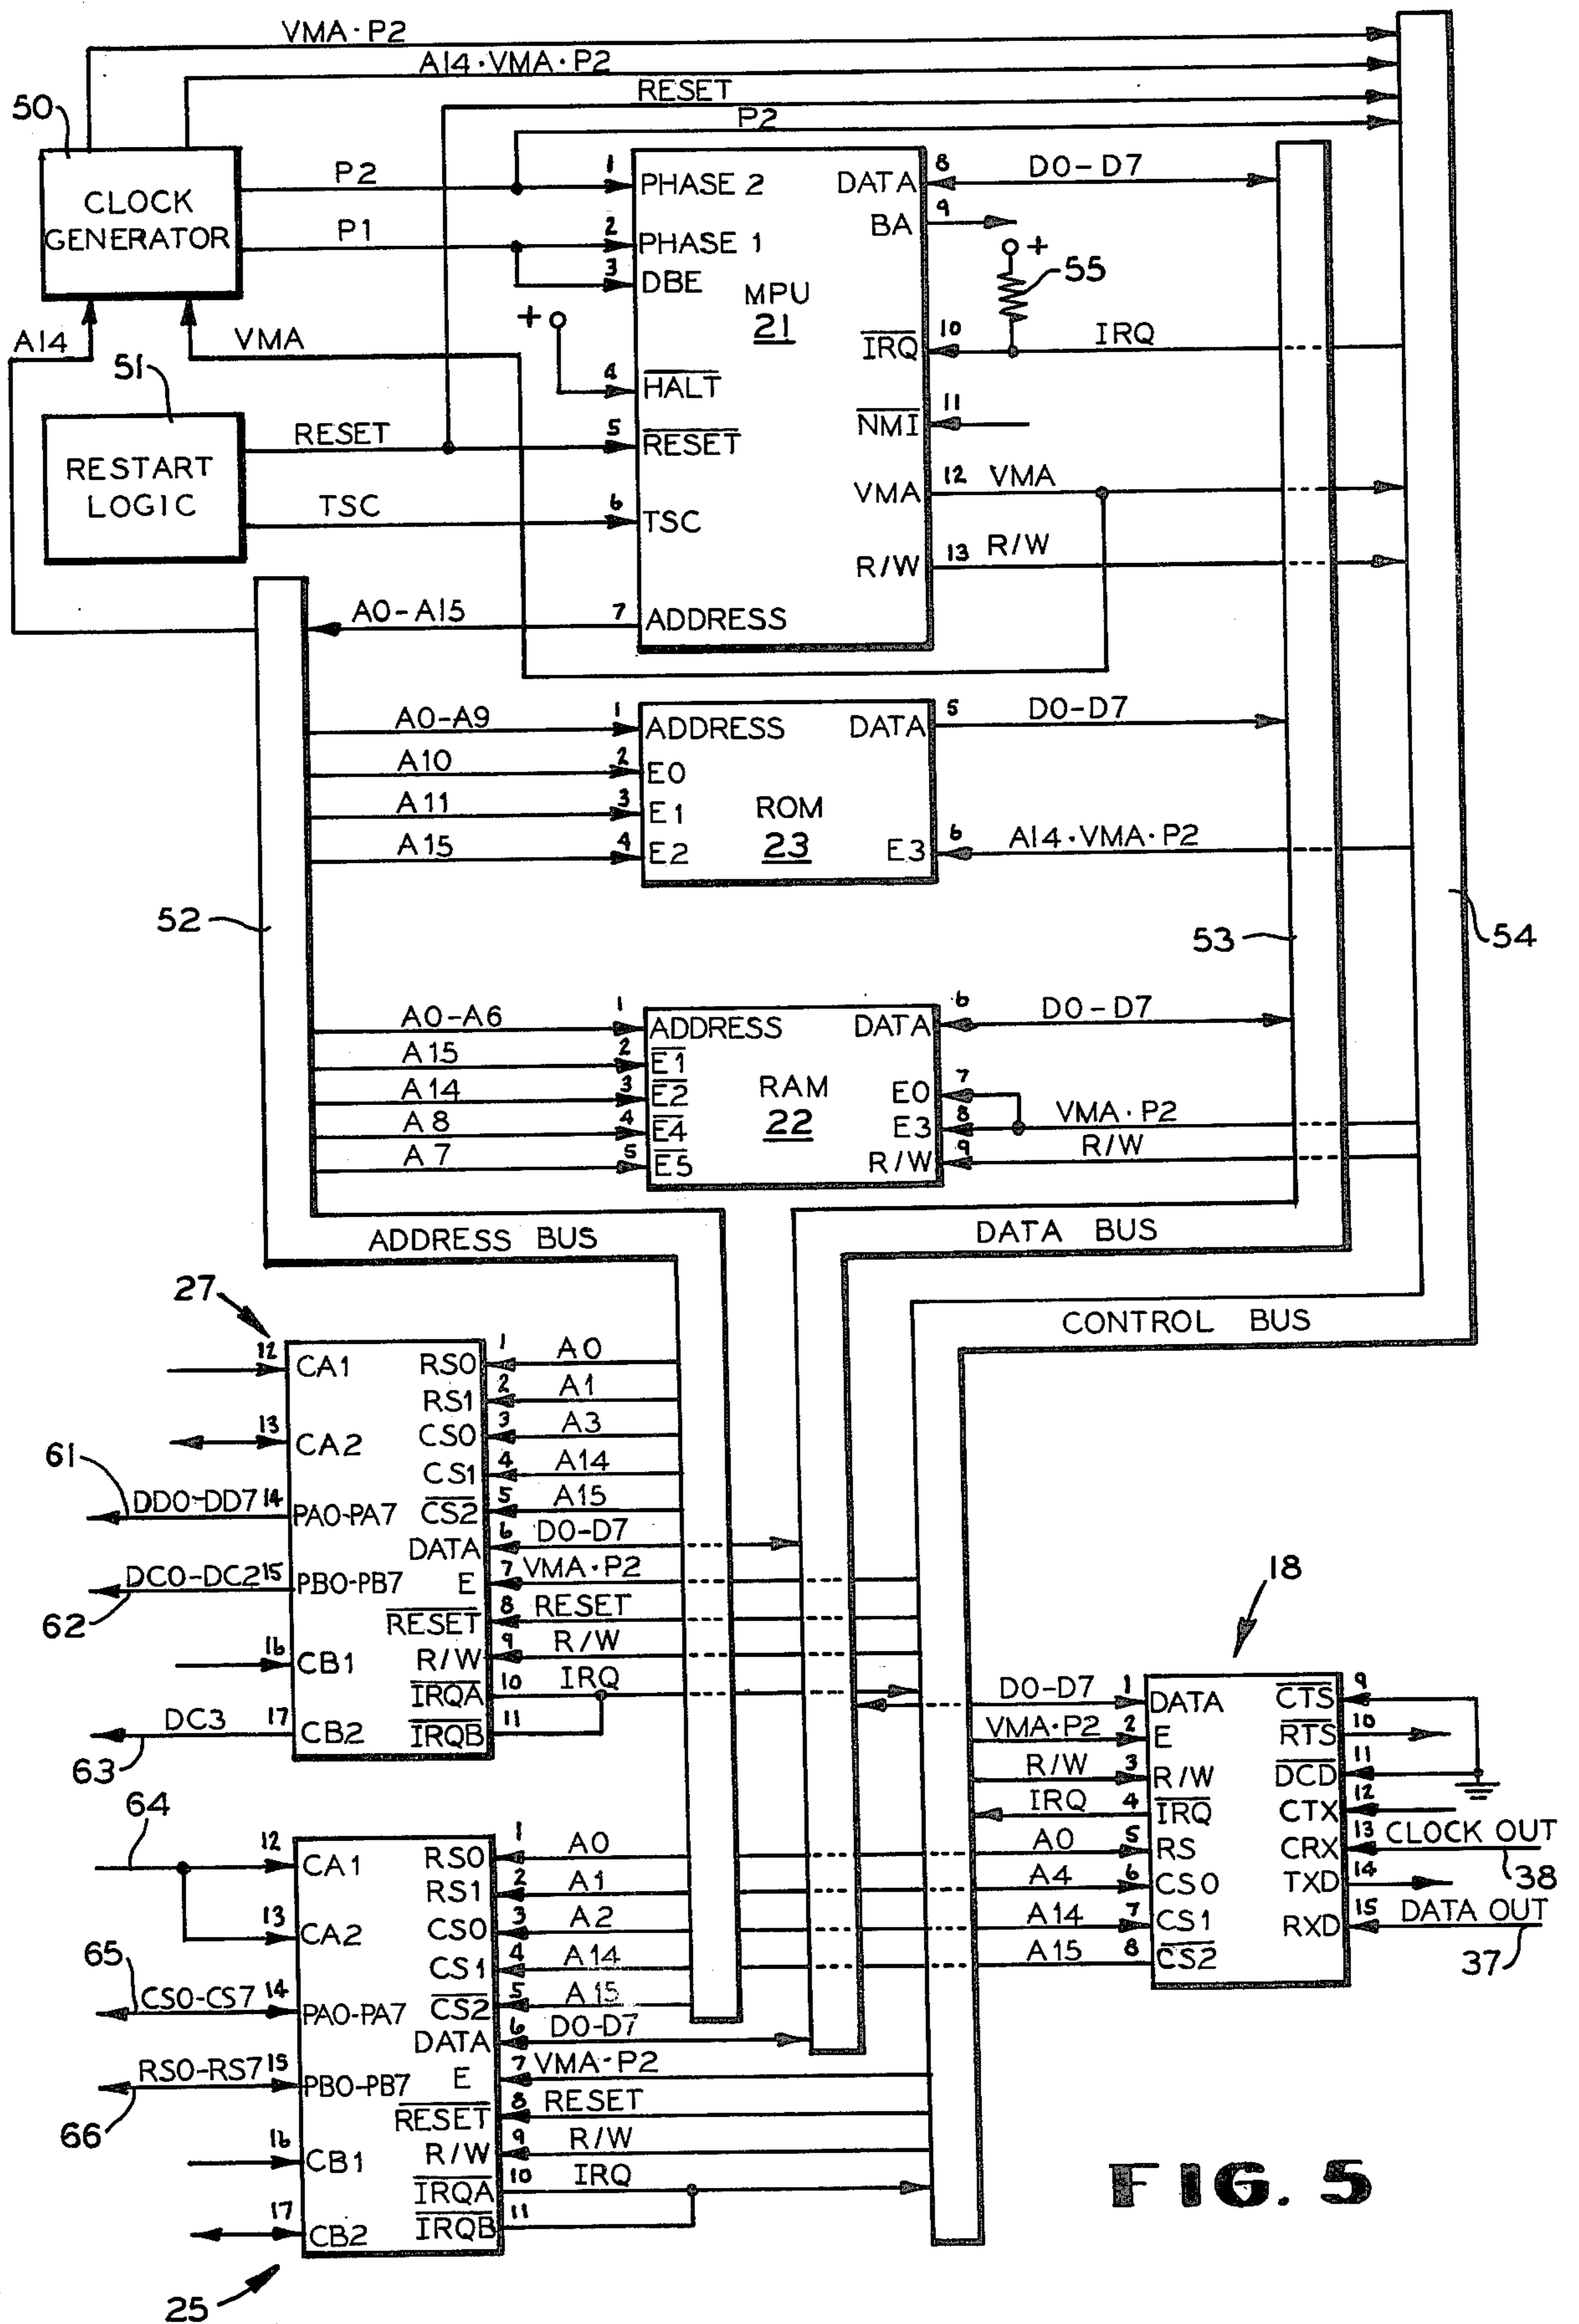 VMA·P2
A14·VMA·P2
RESET
P2
50
CLOCK
GENERATOR
P2
P1
A14
VMA
51
RESTART
LOGIC
RESET
TSC
1 PHASE 2
2 PHASE 1
3 DBE
+
4 HALT
5 RESET
6 TSC
A0-A15 7 ADDRESS
MPU
21
DATA 8 D0-D7
BA 9
+
55
IRQ 10 IRQ
NMI 11
VMA 12 VMA
R/W 13 R/W
A0-A9 1 ADDRESS
A10 2 E0
A11 3 E1
A15 4 E2
ROM
23
DATA 5 D0-D7
E3 6 A14·VMA·P2
52
53
54
A0-A6 1 ADDRESS
A15 2 E1
A14 3 E2
A8 4 E4
A7 5 E5
RAM
22
DATA 6 D0-D7
E0 7
E3 8 VMA·P2
R/W 9 R/W
ADDRESS BUS
DATA BUS
CONTROL BUS
27
12 CA1
13 CA2
61
DD0-DD7 14 PA0-PA7
DC0-DC2 15 PB0-PB7
62
16 CB1
DC3 17 CB2
63
RS0 1 A0
RS1 2 A1
CS0 3 A3
CS1 4 A14
CS2 5 A15
DATA 6 D0-D7
E 7 VMA·P2
RESET 8 RESET
R/W 9 R/W
IRQA 10 IRQ
IRQB 11
18
D0-D7 1 DATA
VMA·P2 2 E
R/W 3 R/W
IRQ 4 IRQ
A0 5 RS
A4 6 CS0
A14 7 CS1
A15 8 CS2
CTS 9
RTS 10
DCD 11
CTX 12
CRX 13 CLOCK OUT
38
TXD 14
RXD 15 DATA OUT
37
64
12 CA1
13 CA2
65
CS0-CS7 14 PA0-PA7
RS0-RS7 15 PB0-PB7
66
16 CB1
17 CB2
RS0 1 A0
RS1 2 A1
CS0 3 A2
CS1 4 A14
CS2 5 A15
DATA 6 D0-D7
E 7 VMA·P2
RESET 8 RESET
R/W 9 R/W
IRQA 10 IRQ
IRQB 11
25
FIG. 5